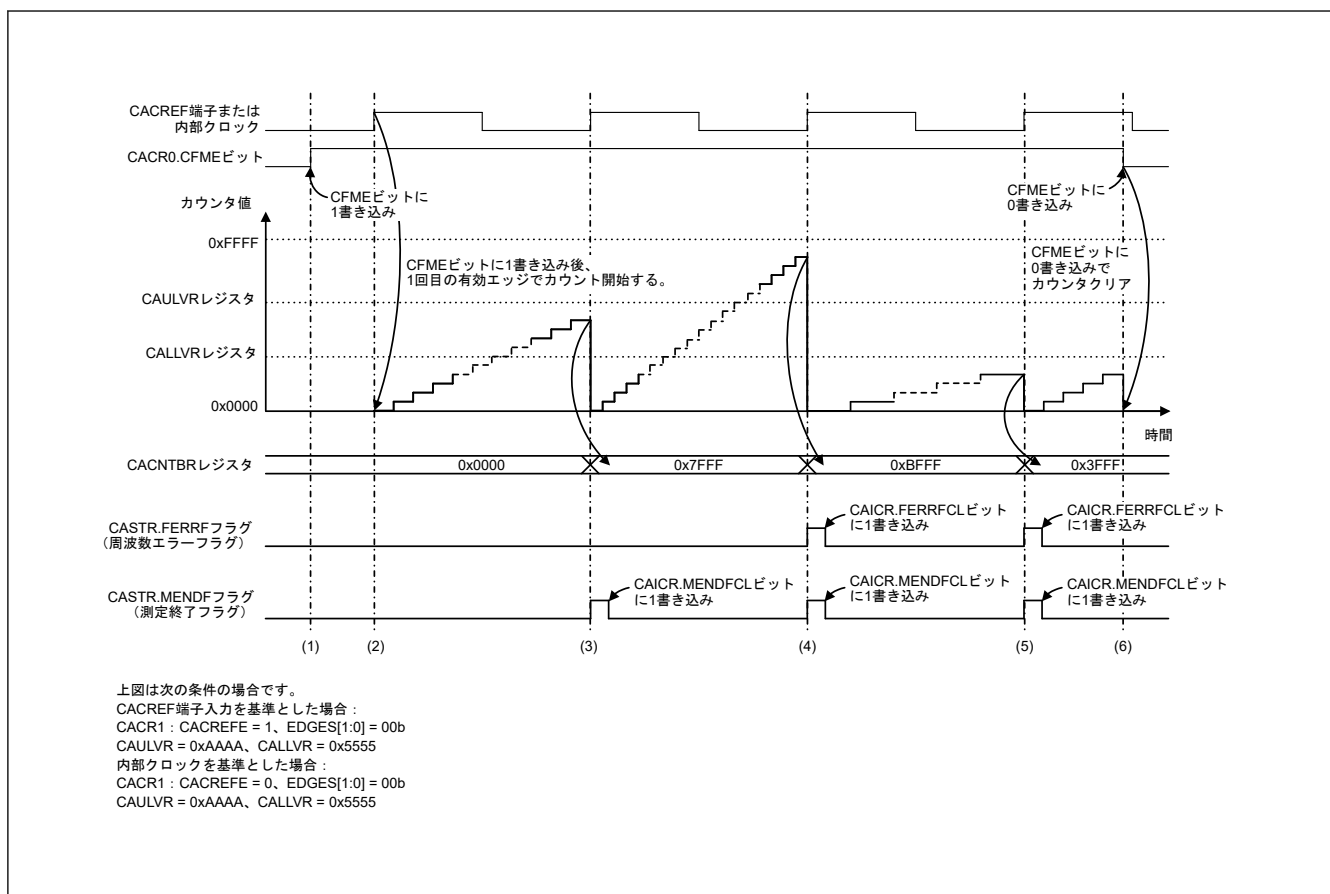 CACREF端子または
内部クロック
CACR0.CFMEビット
CFMEビットに
1書き込み
CFMEビットに
0書き込み
カウンタ値
0xFFFF
CFMEビットに1書き込み後、
1回目の有効エッジでカウント開始する。
CFMEビットに
0書き込みで
カウンタクリア
CAULVRレジスタ
CALLVRレジスタ
0x0000
時間
CACNTBRレジスタ
0x0000
0x7FFF
0xBFFF
0x3FFF
CASTR.FERRFフラグ
（周波数エラーフラグ）
CAICR.FERRFCLビット
に1書き込み
CAICR.FERRFCLビット
に1書き込み
CASTR.MENDFフラグ
（測定終了フラグ）
CAICR.MENDFCLビット
に1書き込み
CAICR.MENDFCLビット
に1書き込み
CAICR.MENDFCLビット
に1書き込み
(1)
(2)
(3)
(4)
(5)
(6)
上図は次の条件の場合です。
CACREF端子入力を基準とした場合：
CACR1：CACREFE = 1、EDGES[1:0] = 00b
CAULVR = 0xAAAA、CALLVR = 0x5555
内部クロックを基準とした場合：
CACR1：CACREFE = 0、EDGES[1:0] = 00b
CAULVR = 0xAAAA、CALLVR = 0x5555